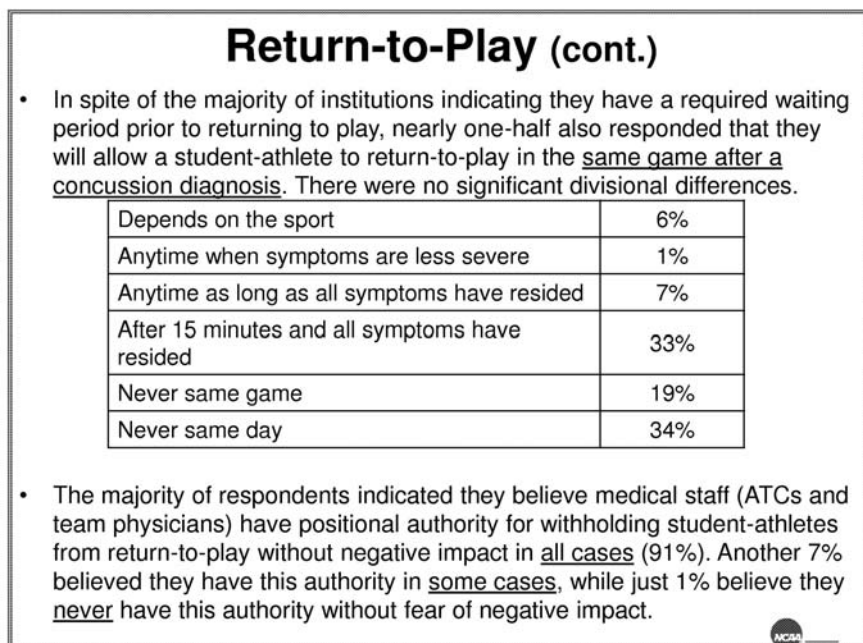 Return-to-Play (cont.)
• In spite of the majority of institutions indicating they have a required waiting
period prior to returning to play, nearly one-half also responded that they
will allow a student-athlete to return-to-play in the same game after a
concussion diagnosis. There were no significant divisional differences.
Depends on the sport 6%
Anytime when symptoms are less severe 1%
Anytime as long as all symptoms have resided 7%
After 15 minutes and all symptoms have
resided 33%
Never same game 19%
Never same day 34%
• The majority of respondents indicated they believe medical staff (ATCs and
team physicians) have positional authority for withholding student-athletes
from return-to-play without negative impact in all cases (91%). Another 7%
believed they have this authority in some cases, while just 1% believe they
never have this authority without fear of negative impact.
NCAA